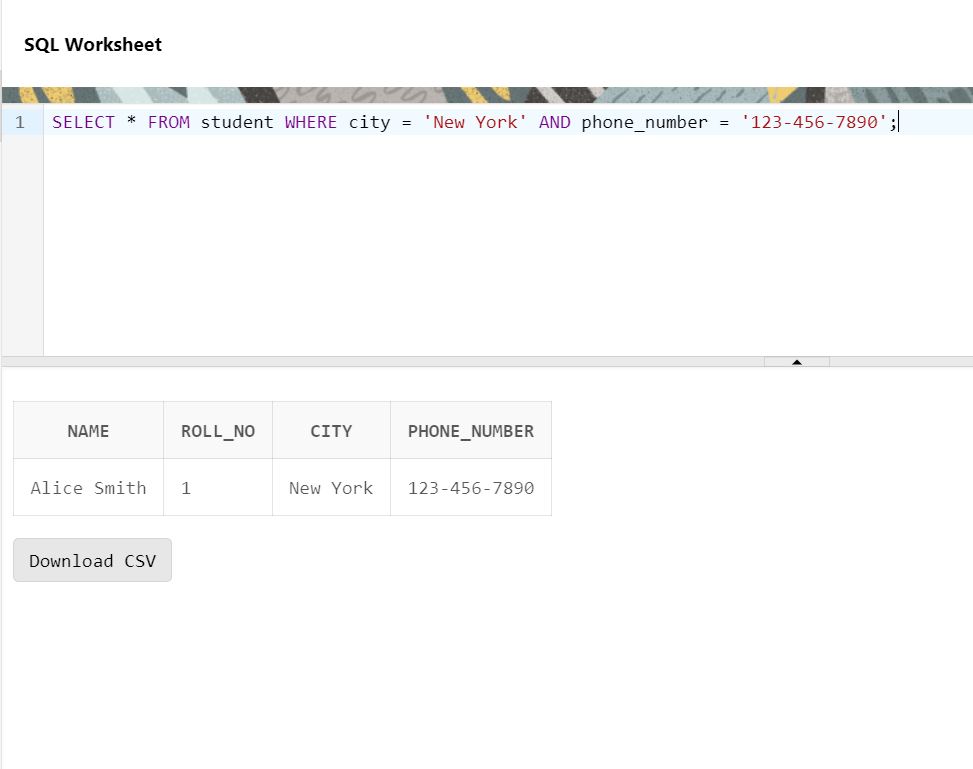 SQL Worksheet
1 SELECT * FROM student WHERE city = 'New York' AND phone_number = '123-456-7890';
NAME ROLL_NO CITY PHONE_NUMBER
Alice Smith 1 New York 123-456-7890
Download CSV